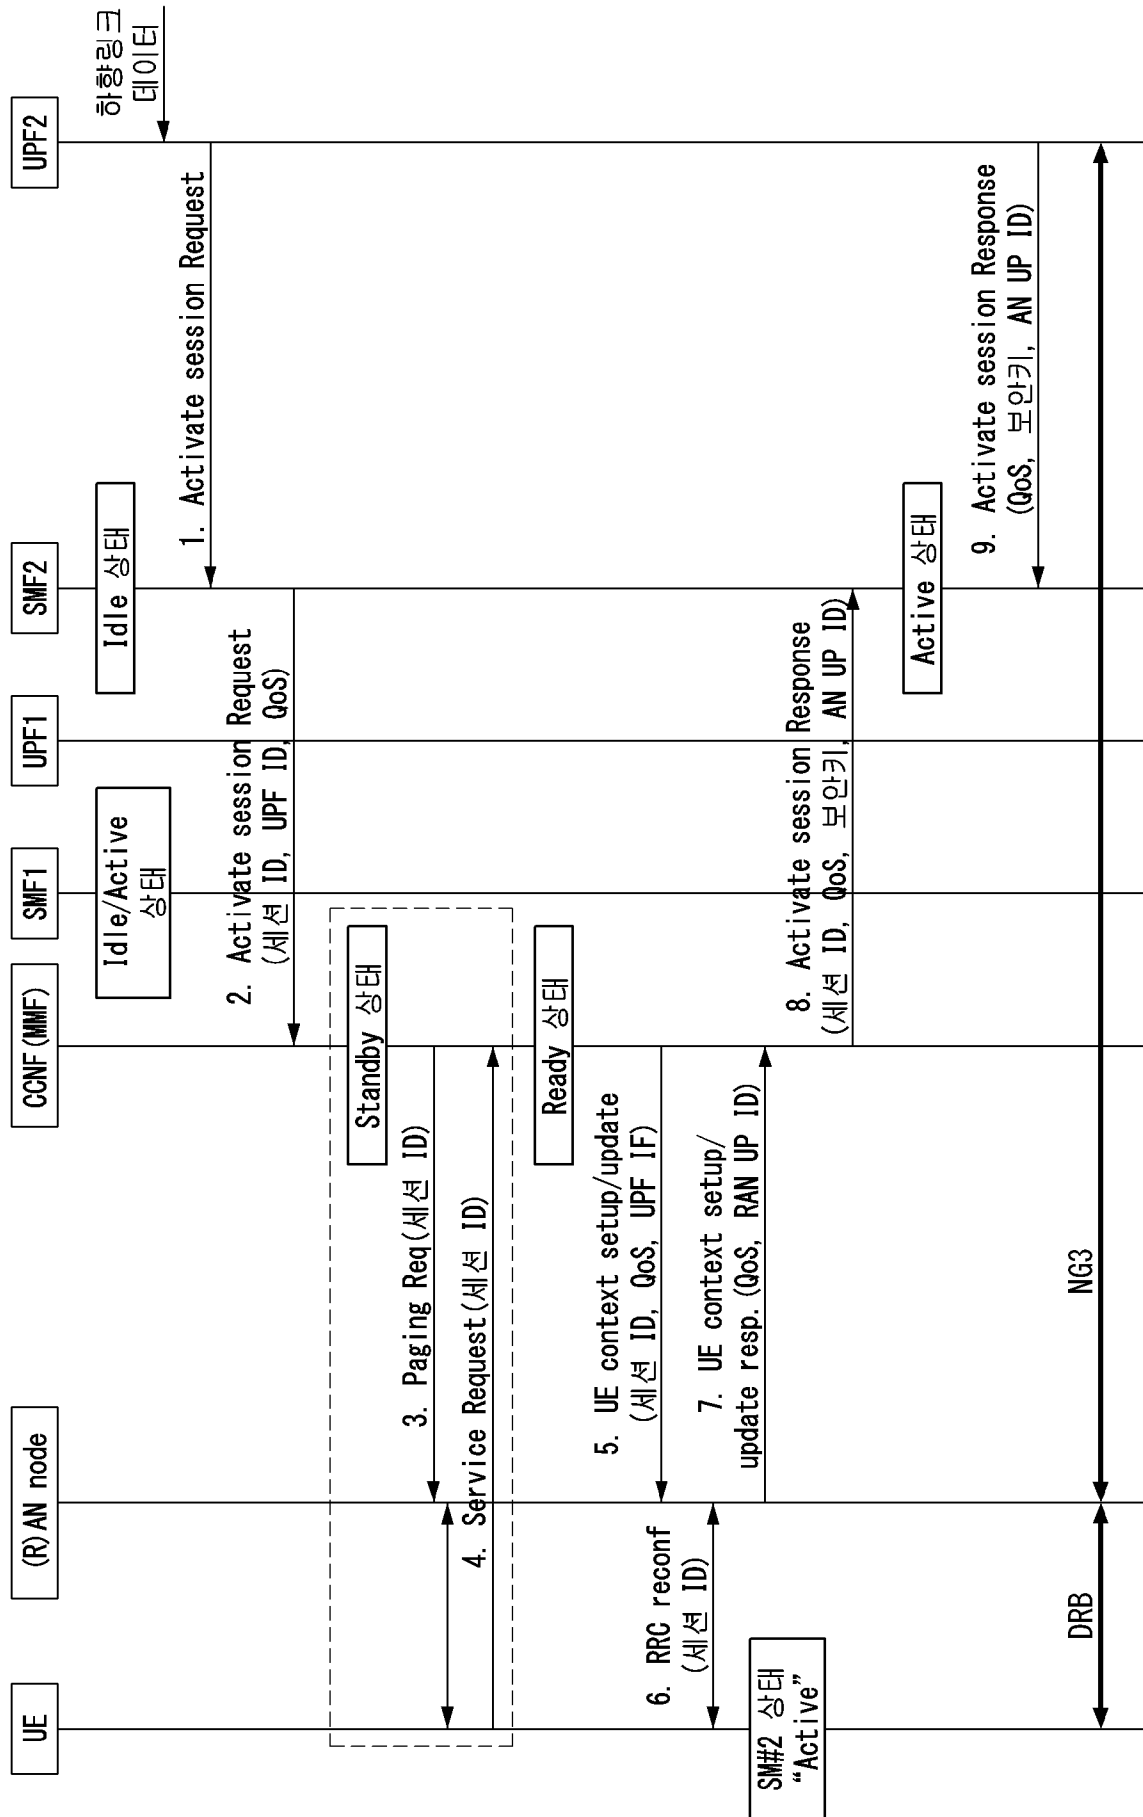 UE
(R)AN node
CCNF(MMF)
SMF1
UPF1
SMF2
UPF2
Idle/Active
상태
Idle 상태
하향링크
데이터
1. Activate session Request
2. Activate session Request
(세션 ID, UPF ID, QoS)
Standby 상태
3. Paging Req(세션 ID)
4. Service Request(세션 ID)
Ready 상태
5. UE context setup/update
(세션 ID, QoS, UPF IF)
6. RRC reconf
(세션 ID)
7. UE context setup/
update resp.(QoS, RAN UP ID)
SM#2 상태
“Active”
8. Activate session Response
(세션 ID, QoS, 보안키, AN UP ID)
Active 상태
9. Activate session Response
(QoS, 보안키, AN UP ID)
DRB
NG3